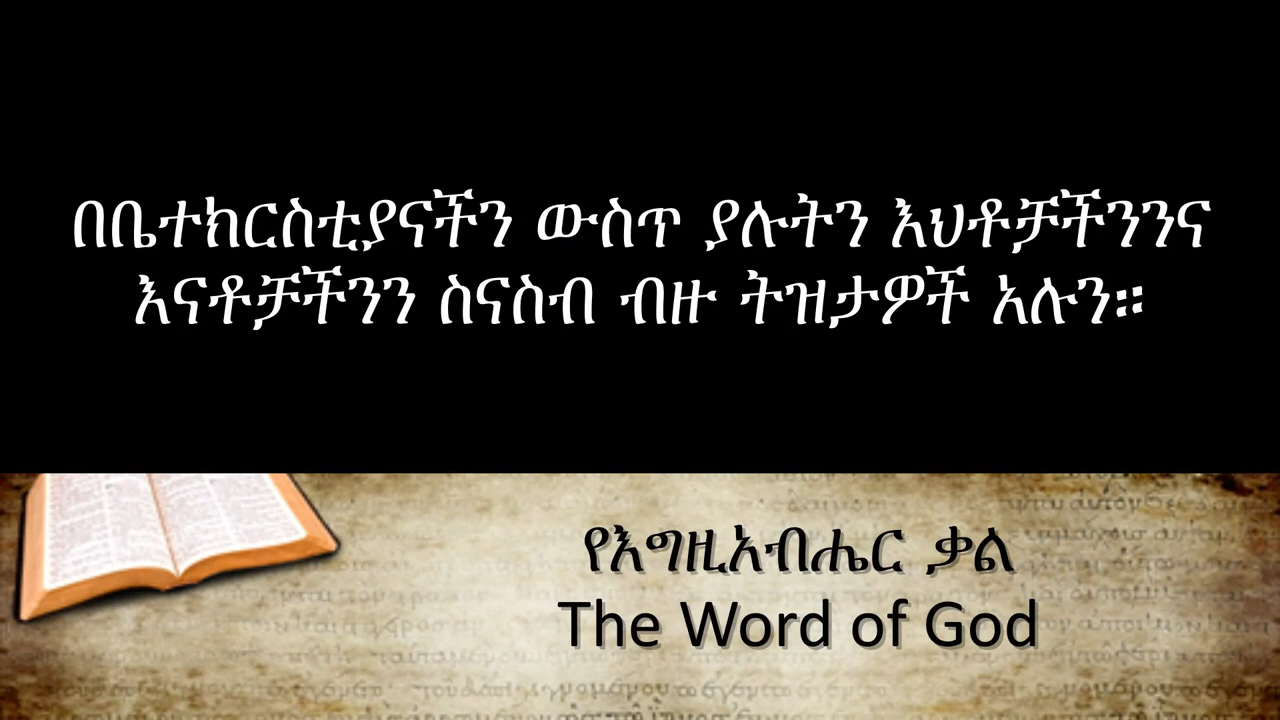 በቤተክርስቲያናችን ውስጥ ያሉትን እህቶቻችንንና
እናቶቻችንን ስናስብ ብዙ ትዝታዎች አሉን።
የእግዚአብሔር ቃል
The Word of God